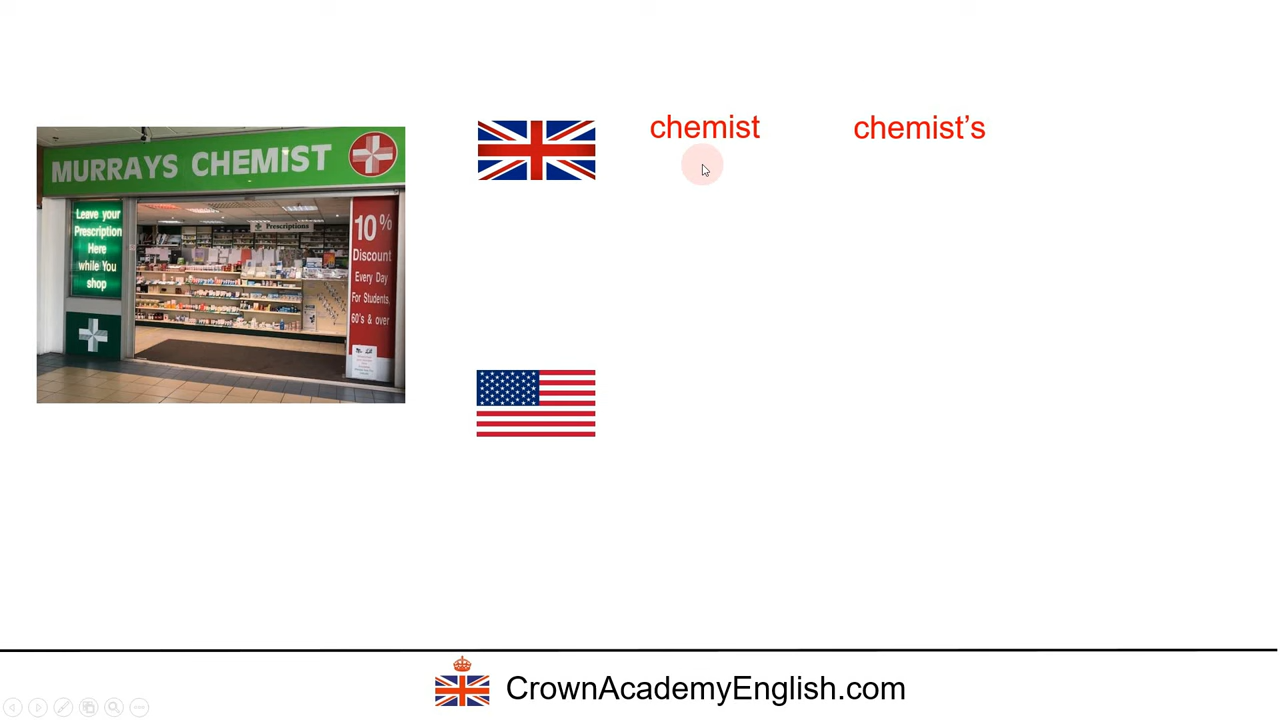 chemist
chemist’s
MURRAYS CHEMIST
Leave your
Prescription
Here
while You
shop
Prescriptions
10%
Discount
Every Day
For Students,
60's & over
CrownAcademyEnglish.com